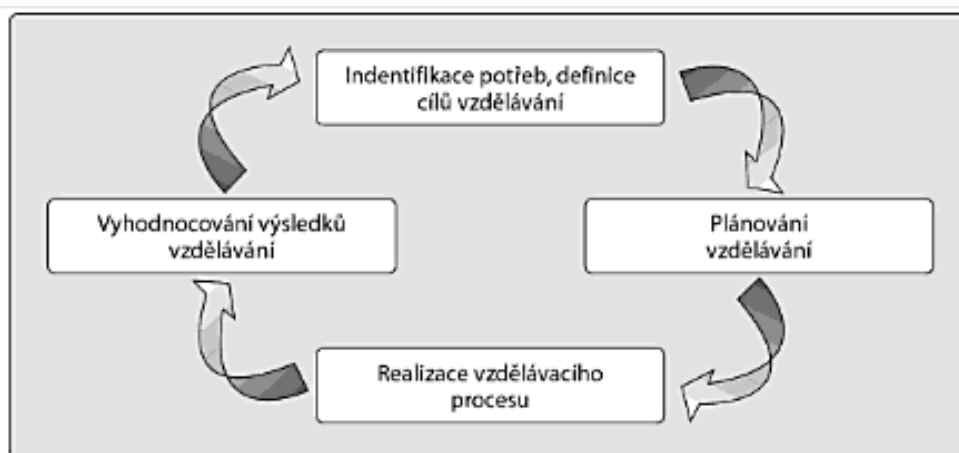 Indentifikace potřeb, definice
cílů vzdělávání
Vyhodnocování výsledků
vzdělávání
Plánování
vzdělávání
Realizace vzdělávacího
procesu